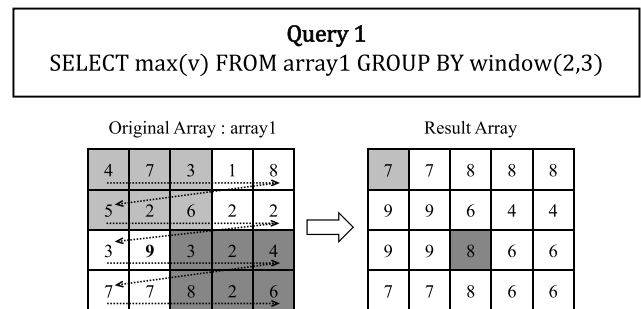 Query 1
SELECT max(v) FROM array1 GROUP BY window(2,3)
Original Array : array1
Result Array
4 7 3 1 8
5 2 6 2 2
3 9 3 2 4
7 7 8 2 6
7 7 8 8 8
9 9 6 4 4
9 9 8 6 6
7 7 8 6 6